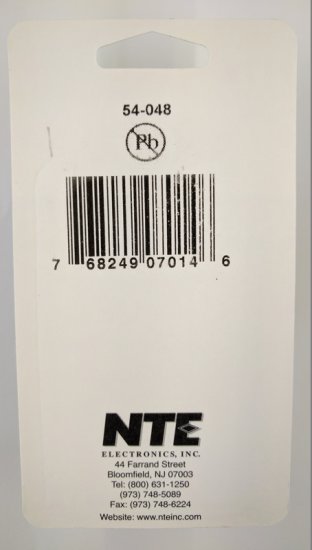 54-048
Pb
7 68249 07014 6
NTE
ELECTRONICS, INC.
44 Farrand Street
Bloomfield, NJ 07003
Tel: (800) 631-1250
(973) 748-5089
Fax: (973) 748-6224
Website: www.nteinc.com